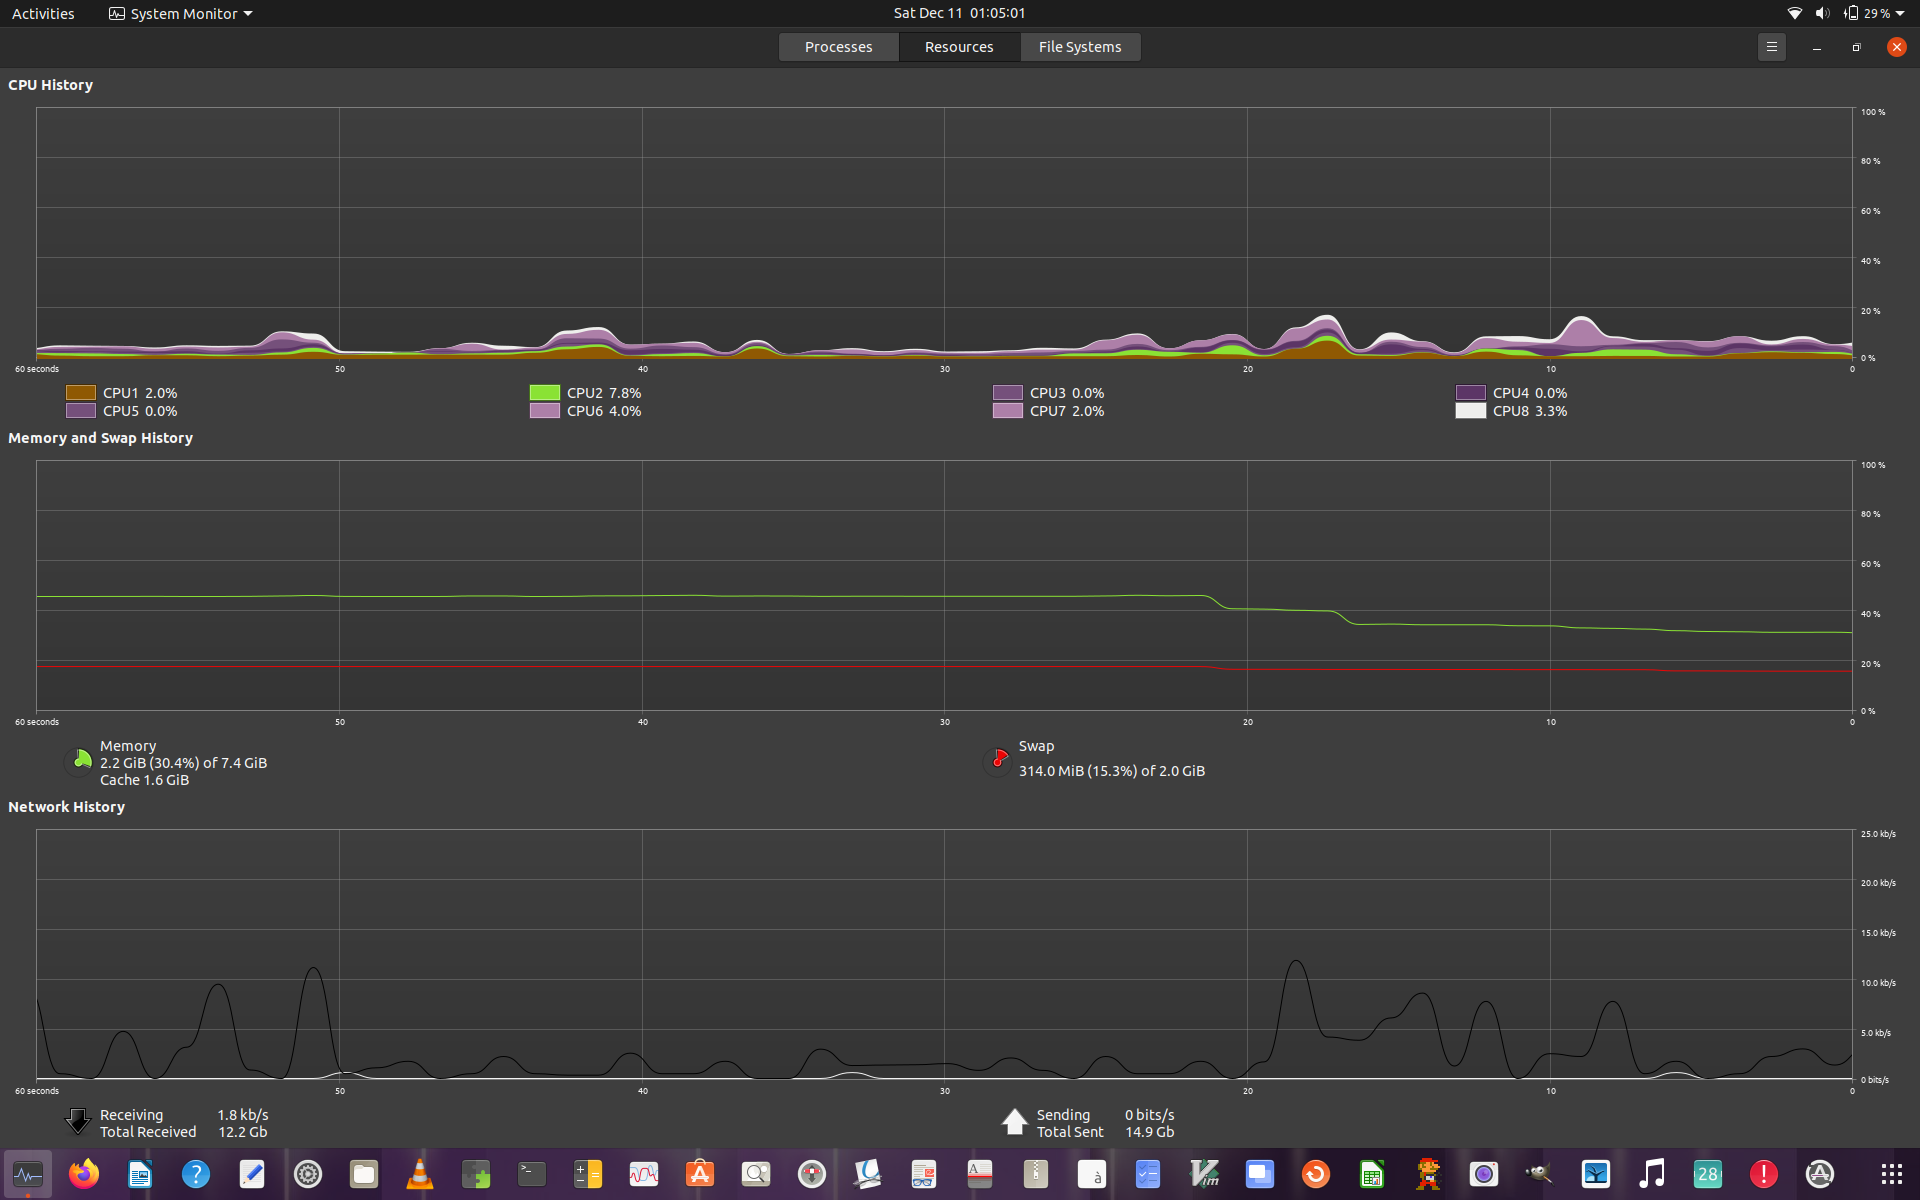 Activities System Monitor Sat Dec 11 01:05:01 29 %
Processes Resources File Systems
CPU History
100 %
80 %
60 %
40 %
20 %
0 %
60 seconds 50 40 30 20 10 0
CPU1 2.0% CPU2 7.8% CPU3 0.0% CPU4 0.0%
CPU5 0.0% CPU6 4.0% CPU7 2.0% CPU8 3.3%
Memory and Swap History
100 %
80 %
60 %
40 %
20 %
0 %
60 seconds 50 40 30 20 10 0
Memory
2.2 GiB (30.4%) of 7.4 GiB
Cache 1.6 GiB
Swap
314.0 MiB (15.3%) of 2.0 GiB
Network History
25.0 kb/s
20.0 kb/s
15.0 kb/s
10.0 kb/s
5.0 kb/s
0 bits/s
60 seconds 50 40 30 20 10 0
Receiving 1.8 kb/s
Total Received 12.2 Gb
Sending 0 bits/s
Total Sent 14.9 Gb
? >_ A à Vim 28 !